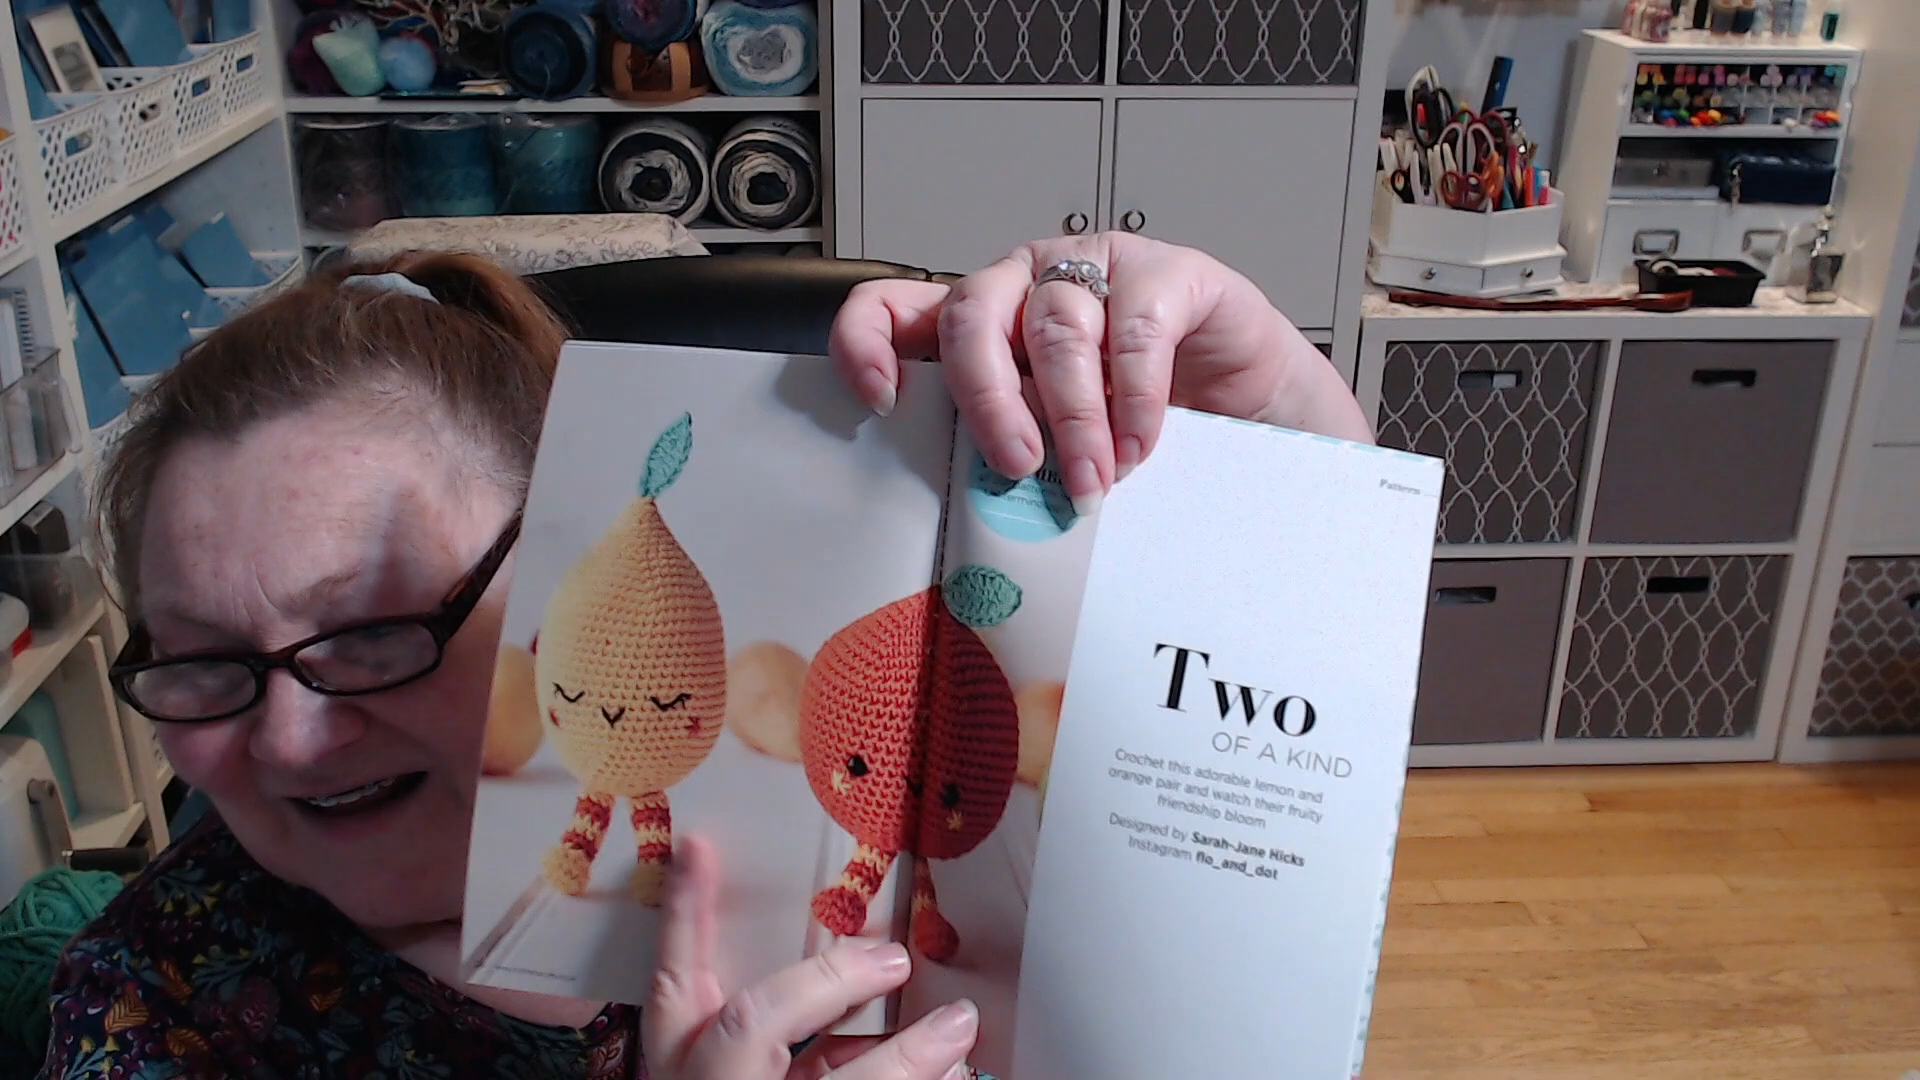 Pattern
Two
OF A KIND
Crochet this adorable lemon and
orange pair and watch their fruity
friendship bloom
Designed by Sarah-Jane Hicks
Instagram flo_and_dot